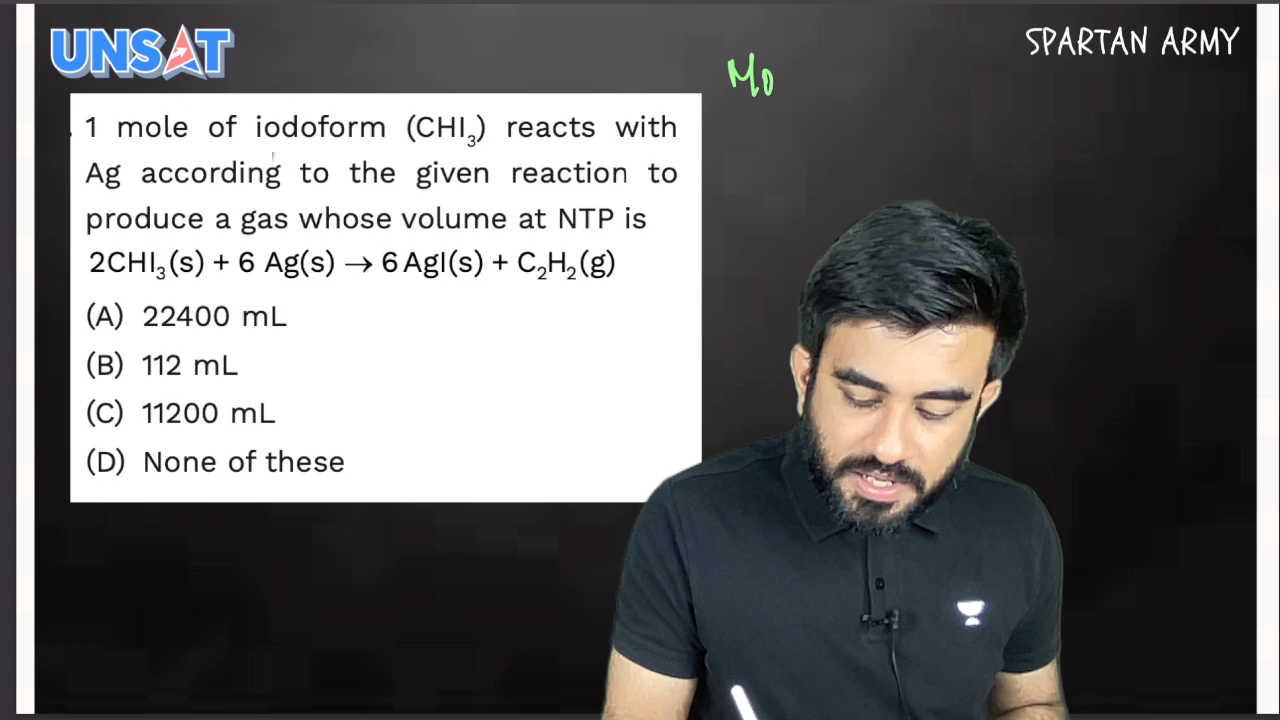 UNSAT
SPARTAN ARMY
Mo
1 mole of iodoform (CHI₃) reacts with
Ag according to the given reaction to
produce a gas whose volume at NTP is
2CHI₃(s) + 6 Ag(s) → 6 AgI(s) + C₂H₂(g)
(A) 22400 mL
(B) 112 mL
(C) 11200 mL
(D) None of these